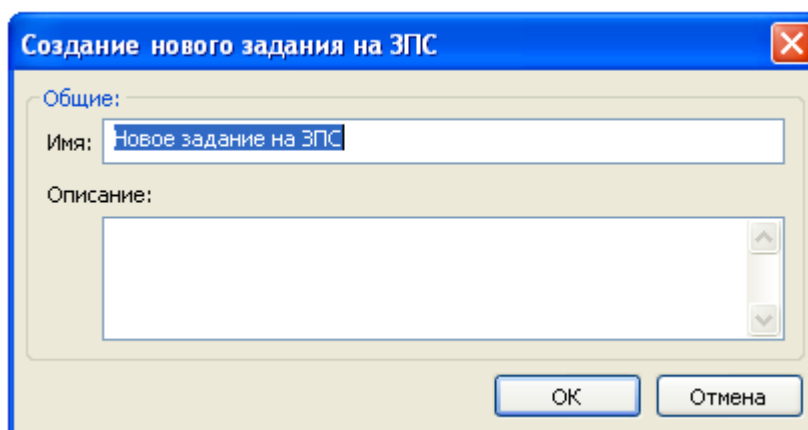 Создание нового задания на ЗПС
Общие:
Имя: Новое задание на ЗПС
Описание:
ОК Отмена